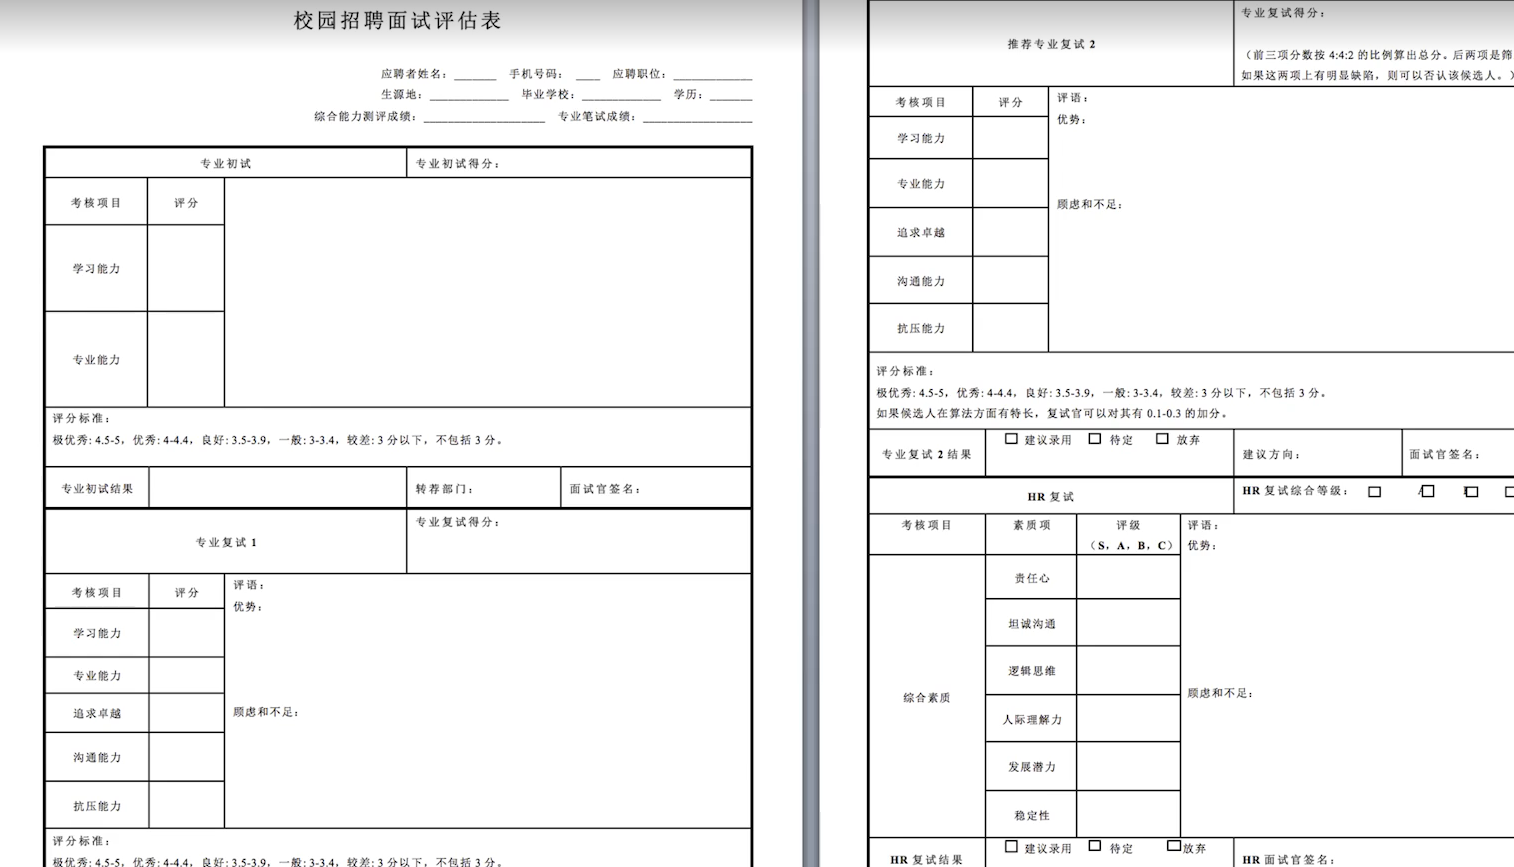 校园招聘面试评估表
应聘者姓名：_______ 手机号码：____ 应聘职位：_____________
生源地：_____________ 毕业学校：_____________ 学历：_______
综合能力测评成绩：____________________ 专业笔试成绩：__________________
专业初试 专业初试得分：
考核项目 评分
学习能力
专业能力
评分标准：
极优秀: 4.5-5，优秀: 4-4.4，良好: 3.5-3.9，一般: 3-3.4，较差: 3 分以下，不包括 3 分。
专业初试结果 转荐部门： 面试官签名：
专业复试 1 专业复试得分：
考核项目 评分 评语：
优势：
学习能力
专业能力
追求卓越 顾虑和不足：
沟通能力
抗压能力
评分标准：
极优秀: 4.5-5，优秀: 4-4.4，良好: 3.5-3.9，一般: 3-3.4，较差: 3 分以下，不包括 3 分。
推荐专业复试 2 专业复试得分：
（前三项分数按 4:4:2 的比例算出总分。后两项是筛
如果这两项上有明显缺陷，则可以否认该候选人。）
考核项目 评分 评语：
优势：
学习能力
专业能力
顾虑和不足：
追求卓越
沟通能力
抗压能力
评分标准：
极优秀: 4.5-5，优秀: 4-4.4，良好: 3.5-3.9，一般: 3-3.4，较差: 3 分以下，不包括 3 分。
如果候选人在算法方面有特长，复试官可以对其有 0.1-0.3 的加分。
专业复试 2 结果 □ 建议录用 □ 待定 □ 放弃 建议方向： 面试官签名：
HR 复试 HR 复试综合等级：□ □ □ □
考核项目 素质项 评级 评语：
（S，A，B，C） 优势：
责任心
坦诚沟通
逻辑思维
综合素质 顾虑和不足：
人际理解力
发展潜力
稳定性
HR 复试结果 □ 建议录用 □ 待定 □放弃 HR 面试官签名：